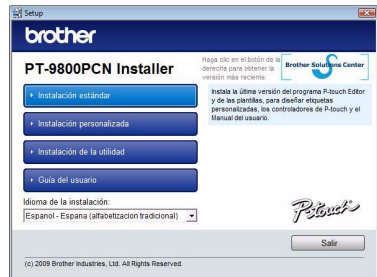 Setup
brother
PT-9800PCN Installer
Haga clic en el botón de la
derecha para obtener la
versión más reciente.
Brother Solutions Center
Instalación estándar
Instalación personalizada
Instalación de la utilidad
Guía del usuario
Instala la última versión del programa P-touch Editor
y de las plantillas, para diseñar etiquetas
personalizadas, los controladores de P-touch y el
Manual del usuario.
Idioma de la instalación:
Espanol - Espana (alfabetizacion tradicional)
P-touch
Salir
(c) 2009 Brother Industries, Ltd. All Rights Reserved.